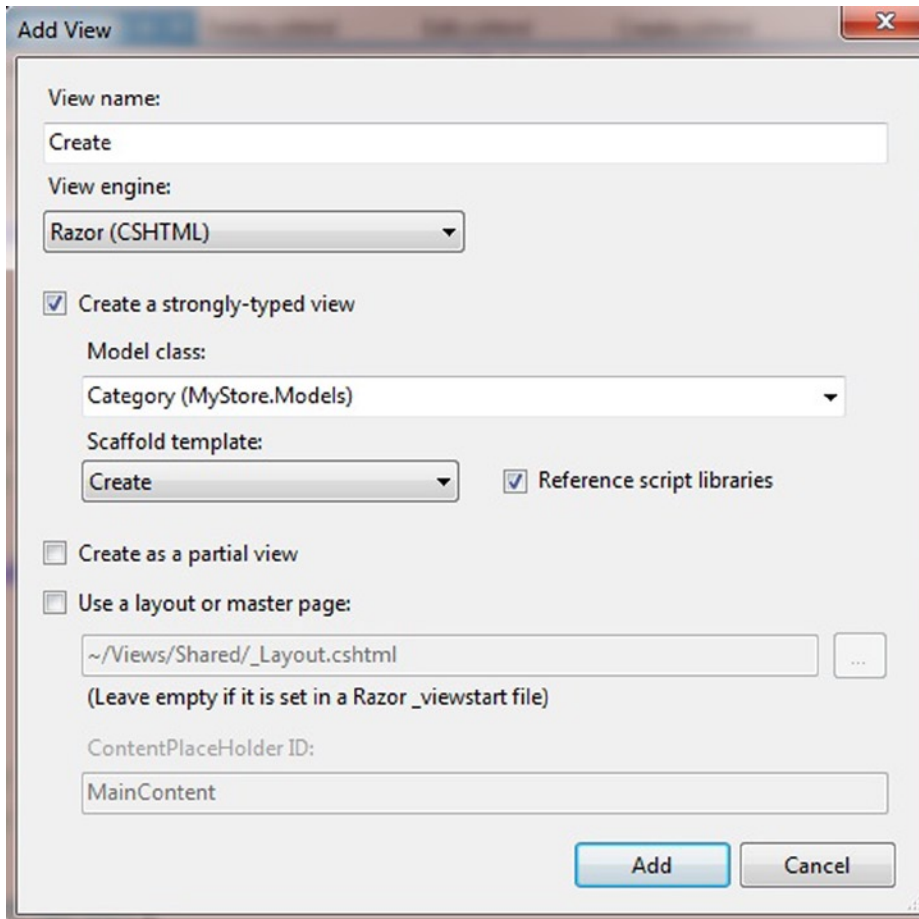 Add View
View name:
Create
View engine:
Razor (CSHTML)
Create a strongly-typed view
Model class:
Category (MyStore.Models)
Scaffold template:
Create
Reference script libraries
Create as a partial view
Use a layout or master page:
~/Views/Shared/_Layout.cshtml
...
(Leave empty if it is set in a Razor _viewstart file)
ContentPlaceHolder ID:
MainContent
Add
Cancel